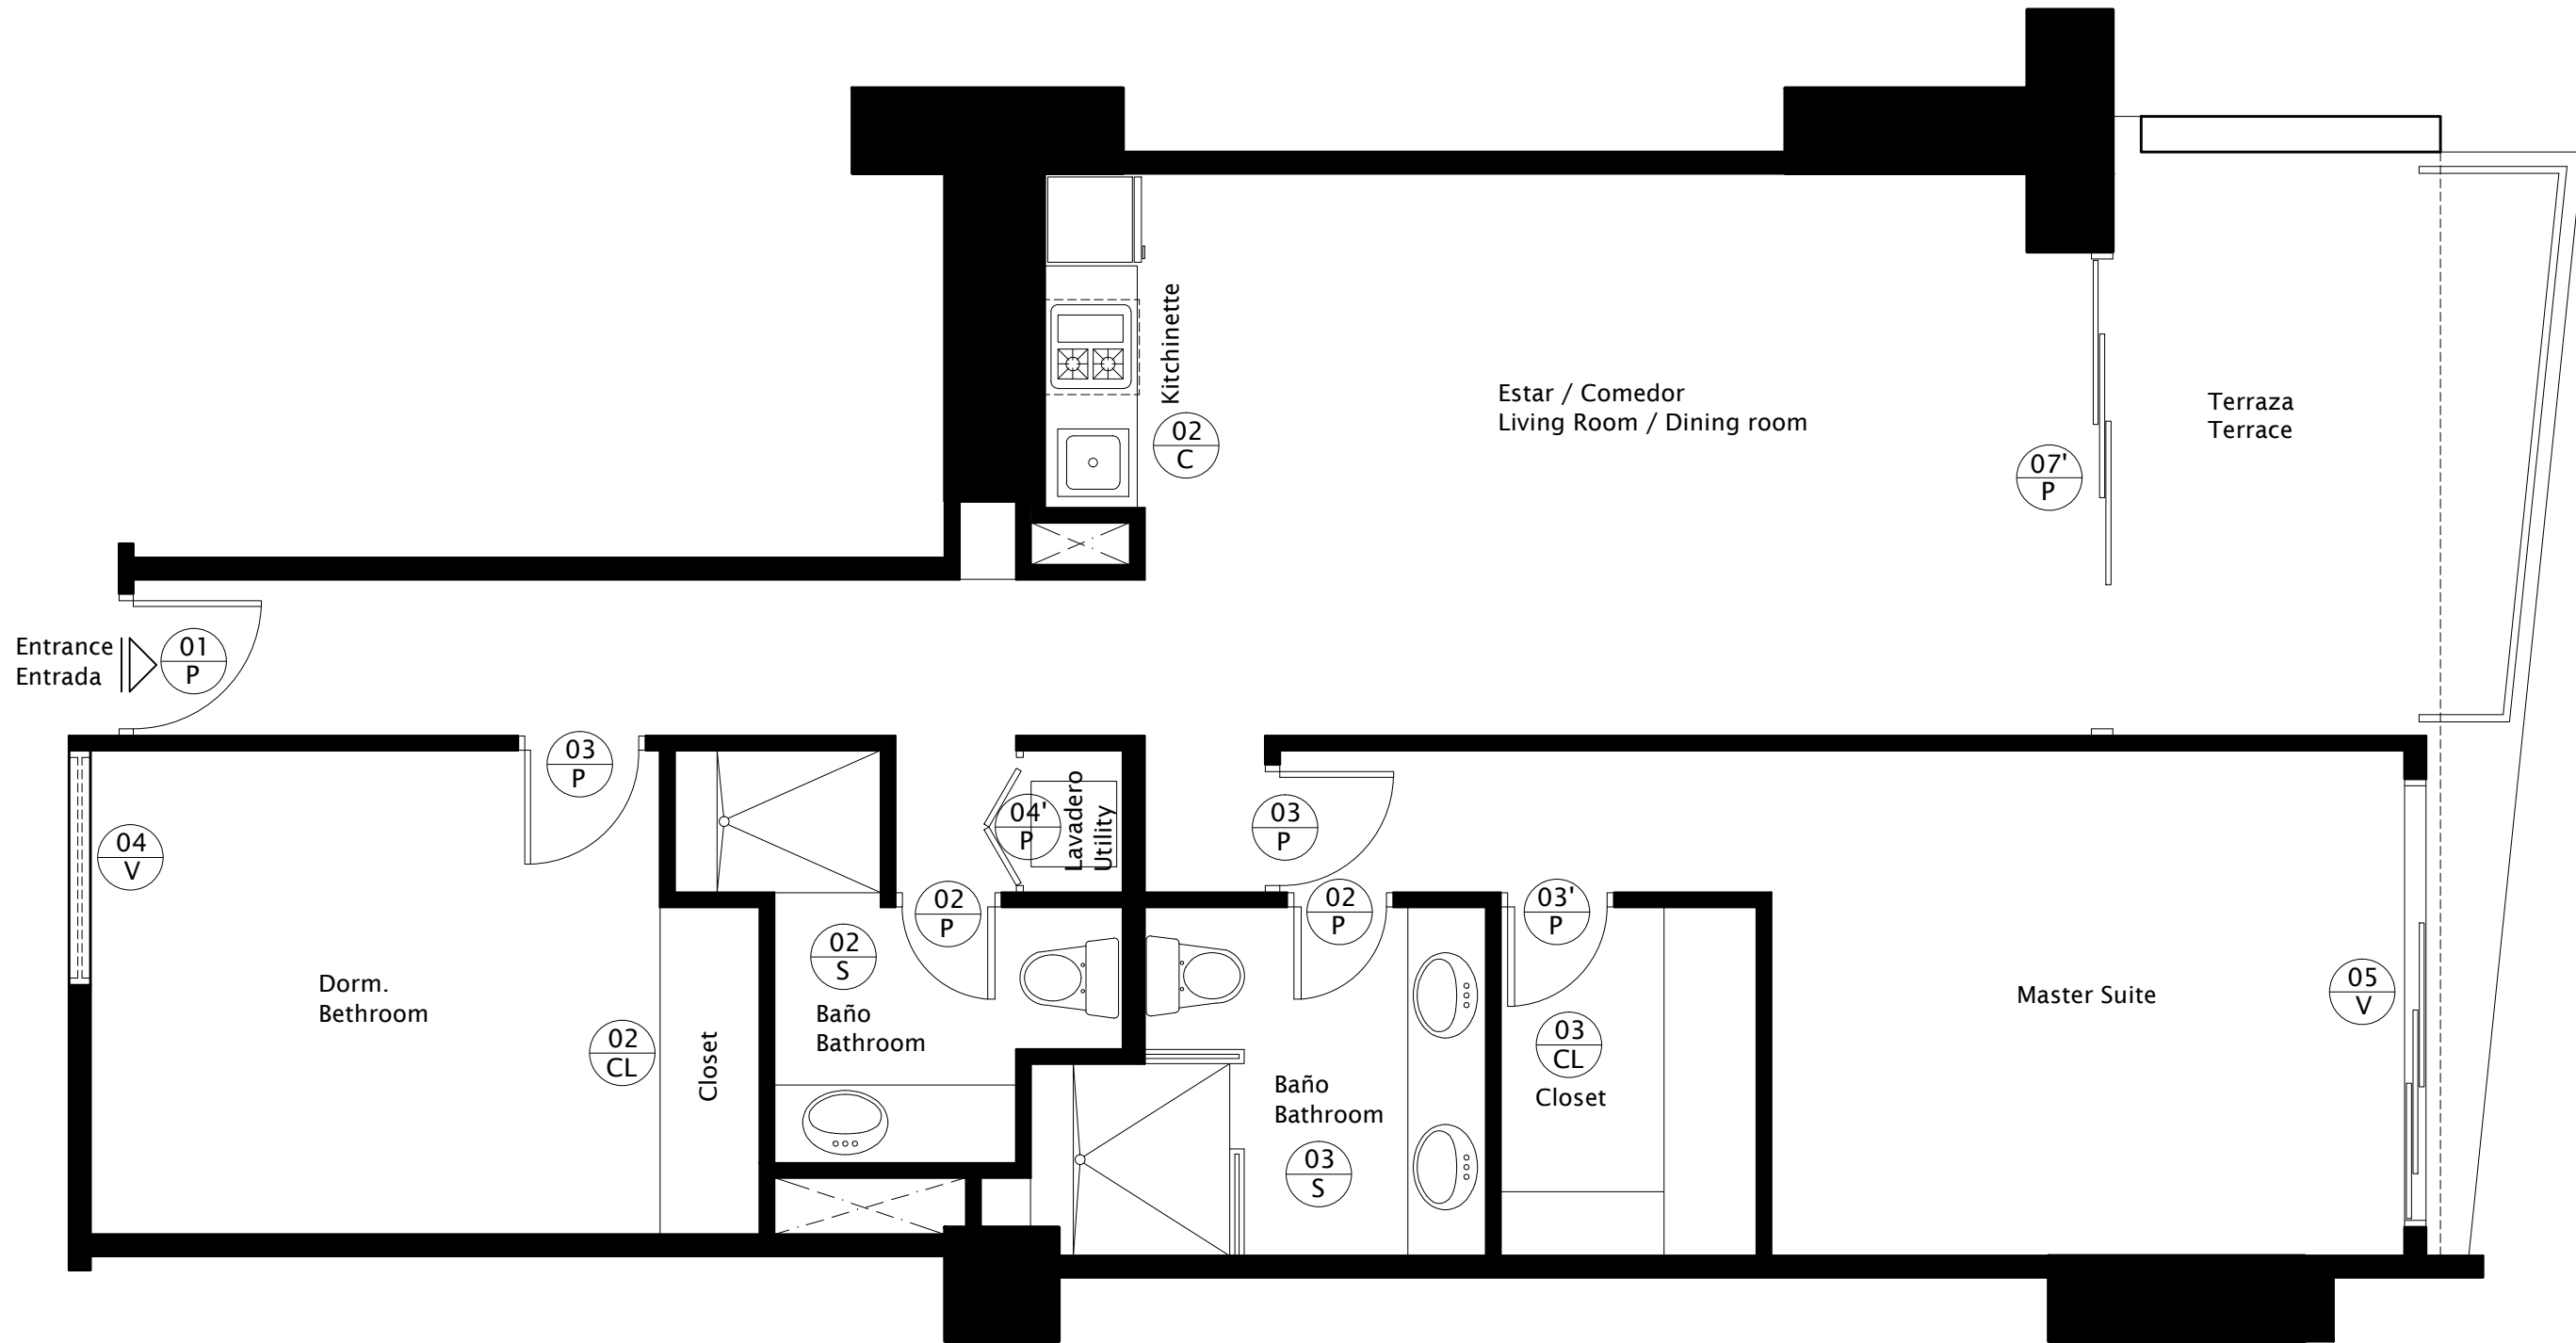 Kitchinette
02
C
Estar / Comedor
Living Room / Dining room
Terraza
Terrace
07'
P
Entrance
Entrada
01
P
03
P
04
V
04'
P
Lavadero
Utility
03
P
02
P
02
P
03'
P
02
S
Dorm.
Bethroom
Baño
Bathroom
02
CL
Closet
Baño
Bathroom
03
S
03
CL
Closet
Master Suite
05
V